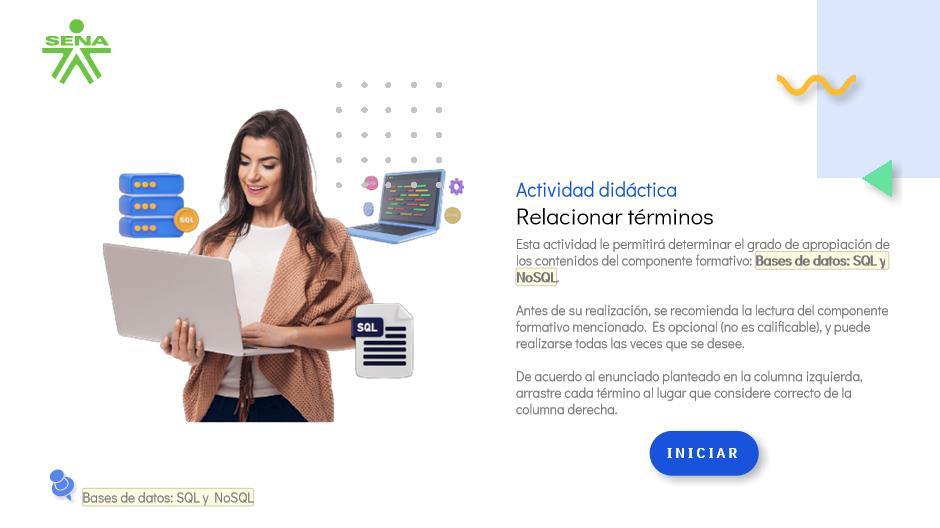 SENA
SQL
SQL
Actividad didáctica
Relacionar términos
Esta actividad le permitirá determinar el grado de apropiación de
los contenidos del componente formativo: Bases de datos: SQL y
NoSQL.
Antes de su realización, se recomienda la lectura del componente
formativo mencionado. Es opcional (no es calificable), y puede
realizarse todas las veces que se desee.
De acuerdo al enunciado planteado en la columna izquierda,
arrastre cada término al lugar que considere correcto de la
columna derecha.
INICIAR
Bases de datos: SQL y NoSQL